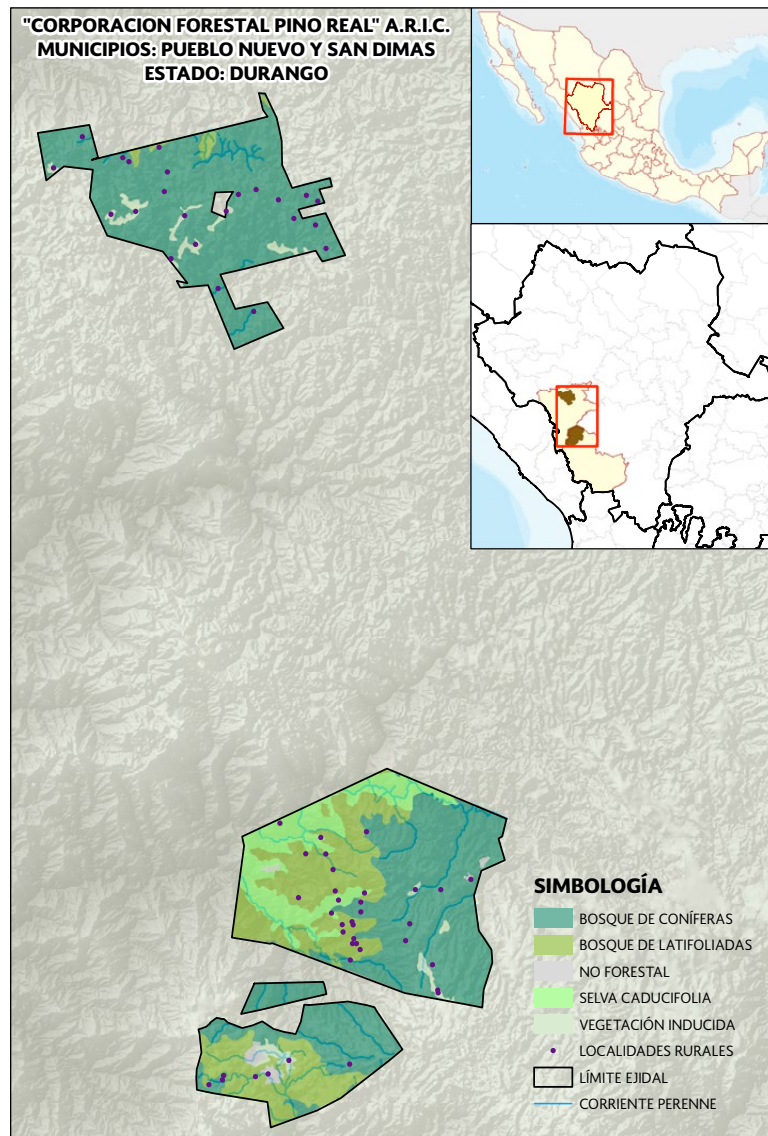 "CORPORACION FORESTAL PINO REAL" A.R.I.C.
MUNICIPIOS: PUEBLO NUEVO Y SAN DIMAS
ESTADO: DURANGO
SIMBOLOGÍA
BOSQUE DE CONÍFERAS
BOSQUE DE LATIFOLIADAS
NO FORESTAL
SELVA CADUCIFOLIA
VEGETACIÓN INDUCIDA
LOCALIDADES RURALES
LÍMITE EJIDAL
CORRIENTE PERENNE